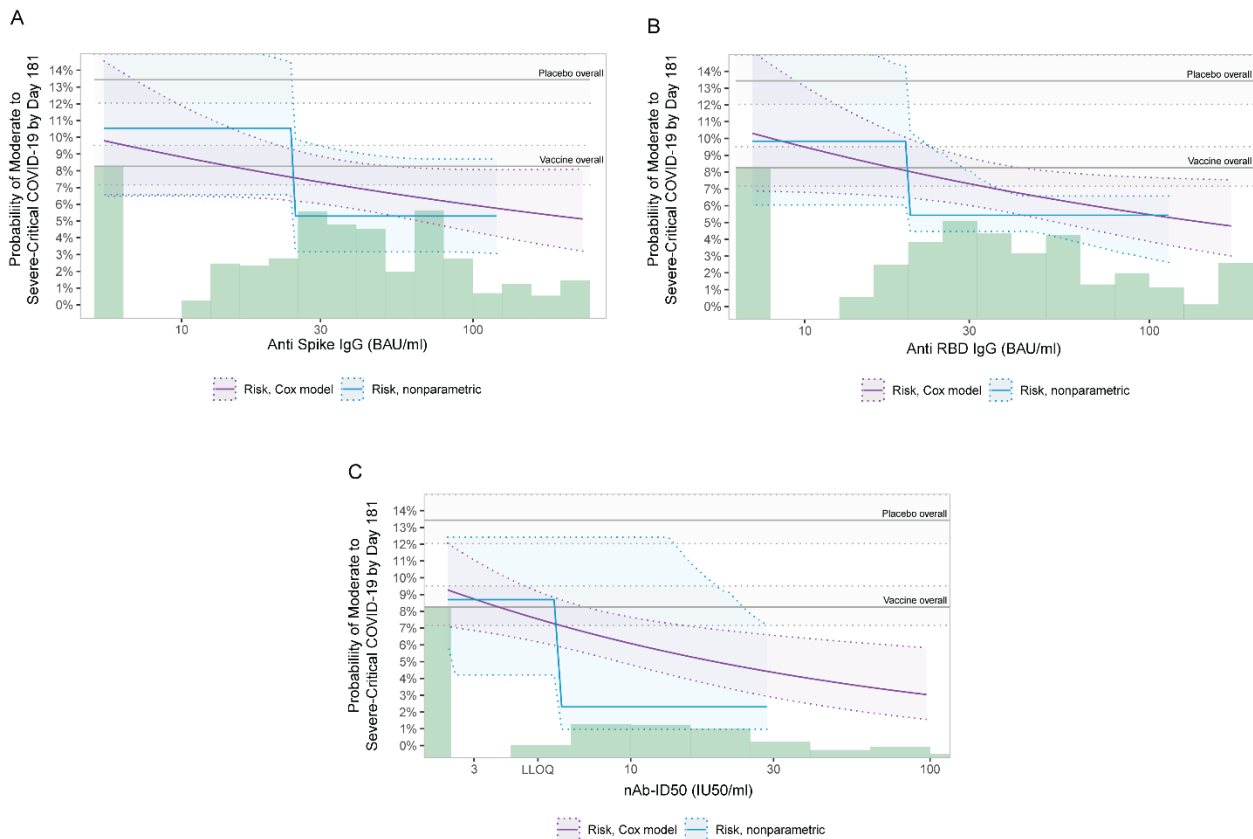 A
Probability of Moderate to
Severe-Critical COVID-19 by Day 181
14%
13%
12%
11%
10%
9%
8%
7%
6%
5%
4%
3%
2%
1%
0%
Placebo overall
Vaccine overall
10
30
100
Anti Spike IgG (BAU/ml)
Risk, Cox model
Risk, nonparametric
B
Probability of Moderate to
Severe-Critical COVID-19 by Day 181
14%
13%
12%
11%
10%
9%
8%
7%
6%
5%
4%
3%
2%
1%
0%
Placebo overall
Vaccine overall
10
30
100
Anti RBD IgG (BAU/ml)
Risk, Cox model
Risk, nonparametric
C
Probability of Moderate to
Severe-Critical COVID-19 by Day 181
14%
13%
12%
11%
10%
9%
8%
7%
6%
5%
4%
3%
2%
1%
0%
Placebo overall
Vaccine overall
3
LLOQ
10
30
100
nAb-ID50 (IU50/ml)
Risk, Cox model
Risk, nonparametric